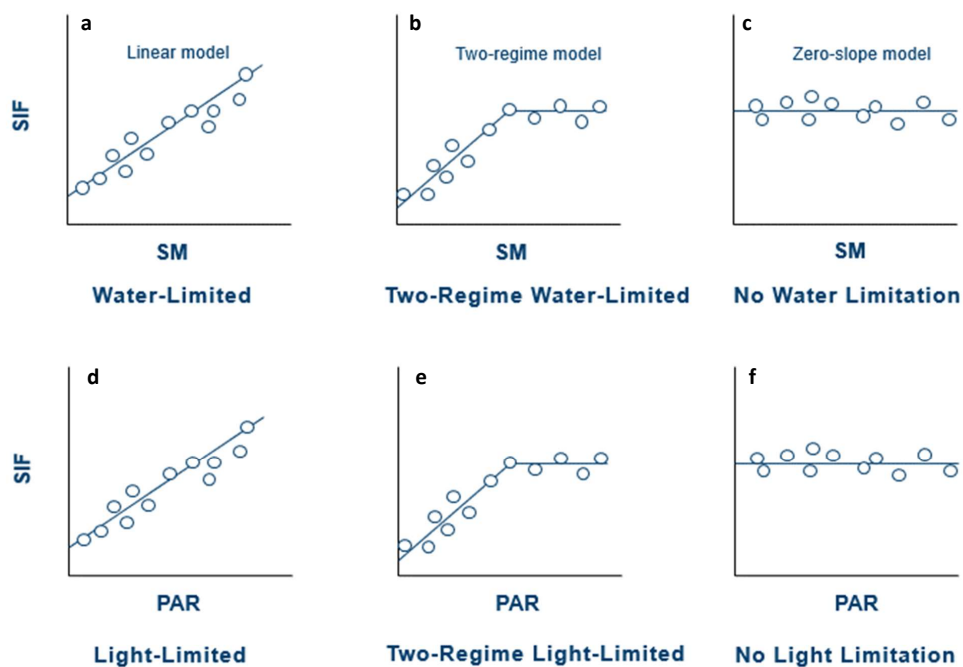 a
b
c
Linear model
Two-regime model
Zero-slope model
SIF
SM
SM
SM
Water-Limited
Two-Regime Water-Limited
No Water Limitation
d
e
f
SIF
PAR
PAR
PAR
Light-Limited
Two-Regime Light-Limited
No Light Limitation